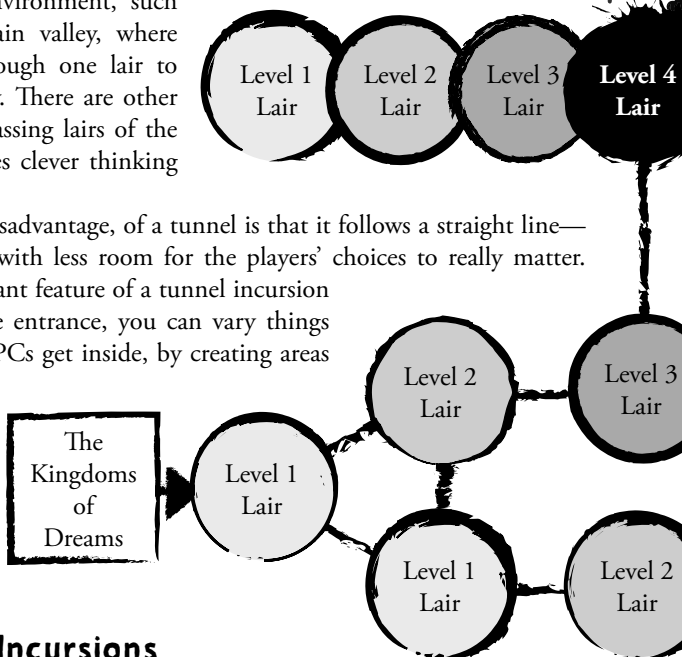 vironment, such
ain valley, where
ough one lair to
. There are other
assing lairs of the
es clever thinking
Level 1
Lair
Level 2
Lair
Level 3
Lair
Level 4
Lair
sadvantage, of a tunnel is that it follows a straight line—
with less room for the players’ choices to really matter.
ant feature of a tunnel incursion
e entrance, you can vary things
PCs get inside, by creating areas
The
Kingdoms
of
Dreams
Level 1
Lair
Level 2
Lair
Level 3
Lair
Level 1
Lair
Level 2
Lair
Incursions